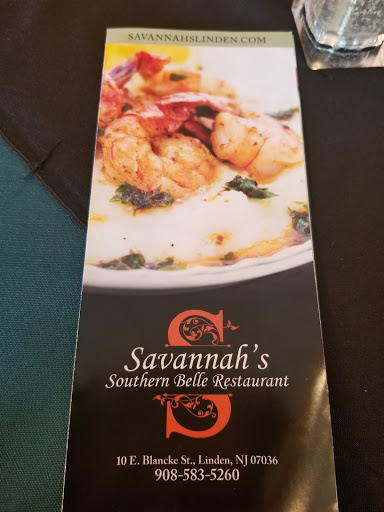 SAVANNAHSLINDEN.COM
S
Savannah's
Southern Belle Restaurant
10 E. Blancke St., Linden, NJ 07036
908-583-5260